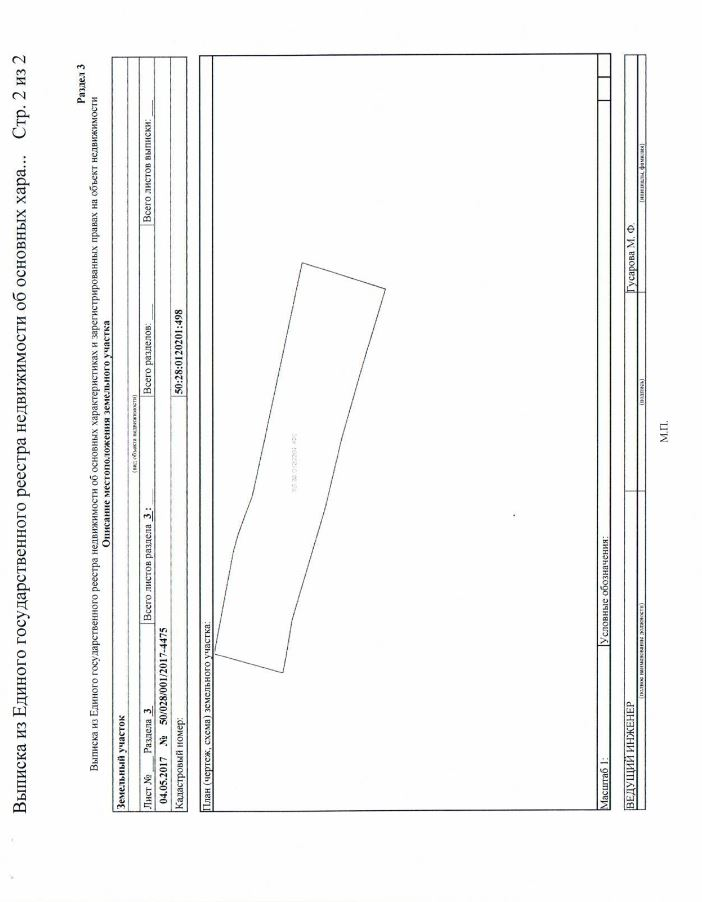 Выписка из Единого государственного реестра недвижимости об основных хара... Стр. 2 из 2
Раздел 3
Выписка из Единого государственного реестра недвижимости об основных характеристиках и зарегистрированных правах на объект недвижимости
Описание местоположения земельного участка
Земельный участок
(вид объекта недвижимости)
Лист № ___ Раздела 3 Всего листов раздела 3 : ___ Всего разделов: ___ Всего листов выписки: ___
04.05.2017 № 50/028/001/2017-4475
Кадастровый номер: 50:28:0120201:498
План (чертеж, схема) земельного участка:
Масштаб 1: Условные обозначения:
ВЕДУЩИЙ ИНЖЕНЕР Гусарова М. Ф.
(полное наименование должности) (подпись) (инициалы, фамилия)
М.П.